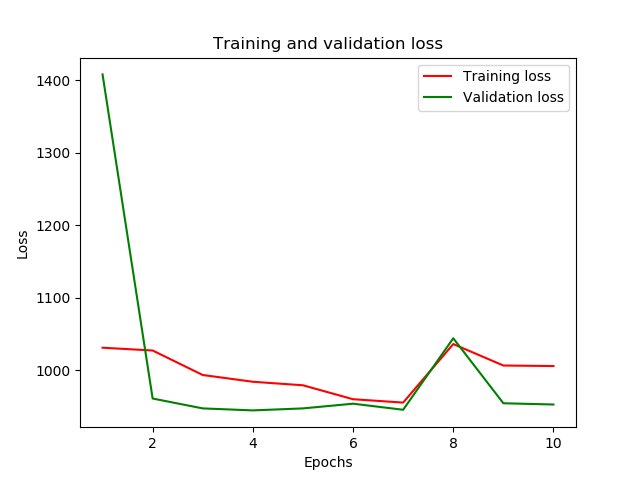 Training and validation loss
Training loss
Validation loss
1400
1300
1200
1100
1000
Loss
2
4
6
8
10
Epochs